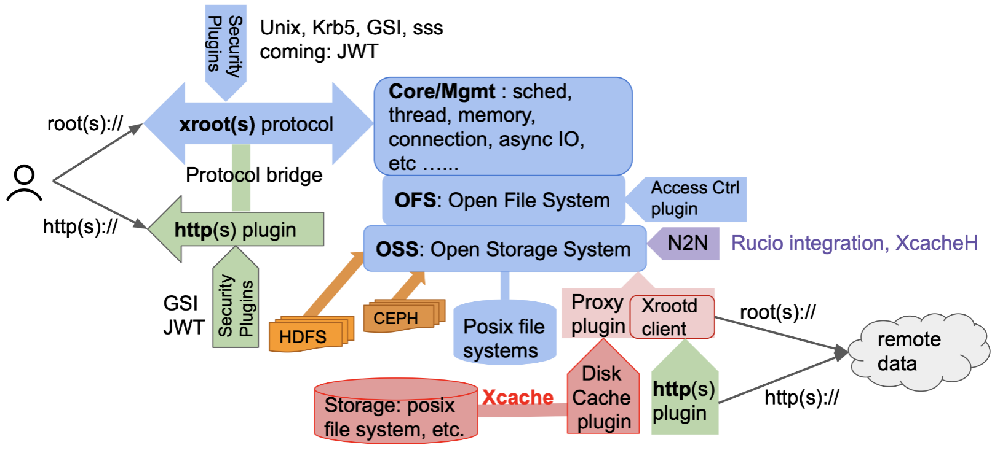 Security
Plugins
Unix, Krb5, GSI, sss
coming: JWT
root(s)://
xroot(s) protocol
Core/Mgmt : sched,
thread, memory,
connection, async IO,
etc …...
Protocol bridge
OFS: Open File System
Access Ctrl
plugin
http(s)://
http(s) plugin
OSS: Open Storage System
N2N
Rucio integration, XcacheH
GSI
JWT
Security
Plugins
HDFS
CEPH
Posix file
systems
Proxy
plugin
Xrootd
client
root(s)://
remote
data
http(s)://
Storage: posix
file system, etc.
Xcache
Disk
Cache
plugin
http(s)
plugin